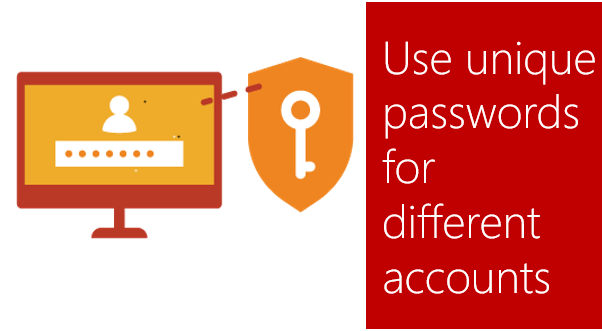 Use unique
passwords
for
different
accounts